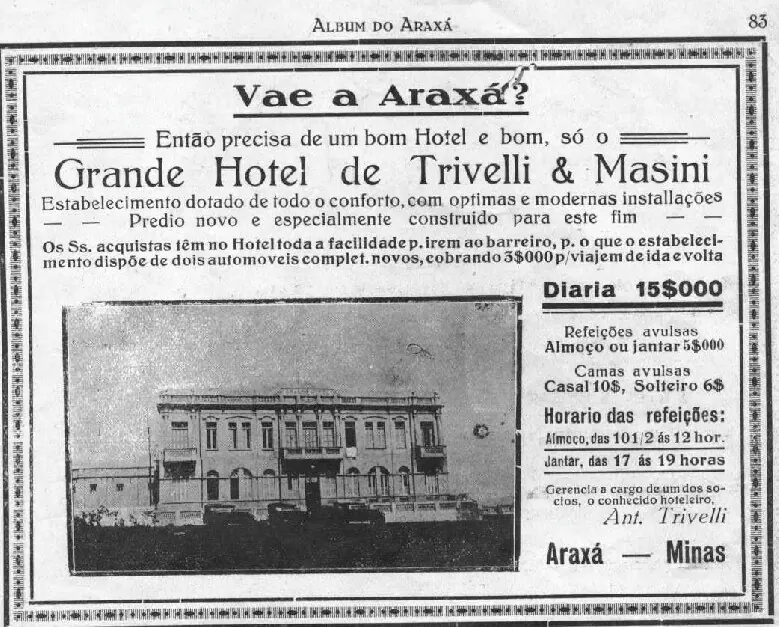 ALBUM DO ARAXÁ
83
Vae a Araxá?
Então precisa de um bom Hotel e bom, só o
Grande Hotel de Trivelli & Masini
Estabelecimento dotado de todo o conforto, com optimas e modernas installações
— — Predio novo e especialmente construido para este fim — —
Os Ss. acquistas têm no Hotel toda a facilidade p. irem ao barreiro, p. o que o estabeleci-
mento dispõe de dois automoveis complet. novos, cobrando 3$000 p/viajem de ida e volta
Diaria 15$000
Refeições avulsas
Almoço ou jantar 5$000
Camas avulsas
Casal 10$, Solteiro 6$
Horario das refeições:
Almoço, das 10 1/2 ás 12 hor.
Jantar, das 17 ás 19 horas
Gerencia a cargo de um dos so-
cios, o conhecido hoteleiro,
Ant. Trivelli
Araxá — Minas